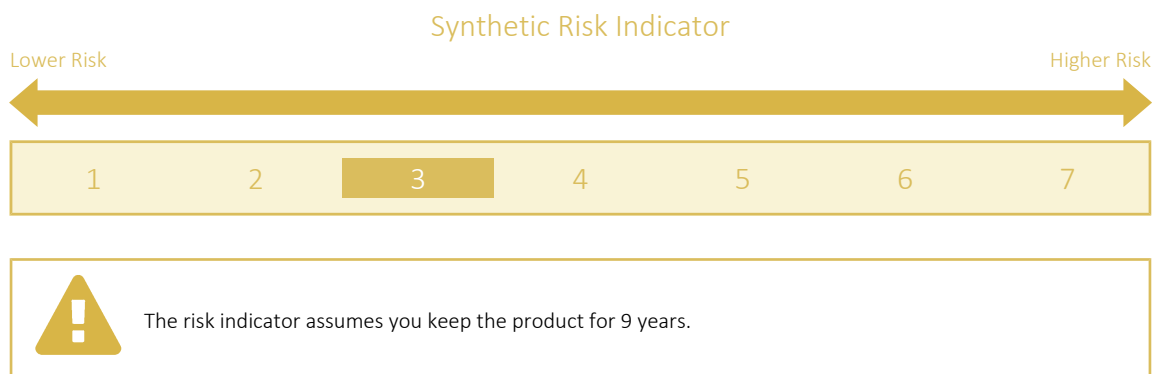 Synthetic Risk Indicator
Lower Risk Higher Risk
1 2 3 4 5 6 7
The risk indicator assumes you keep the product for 9 years.